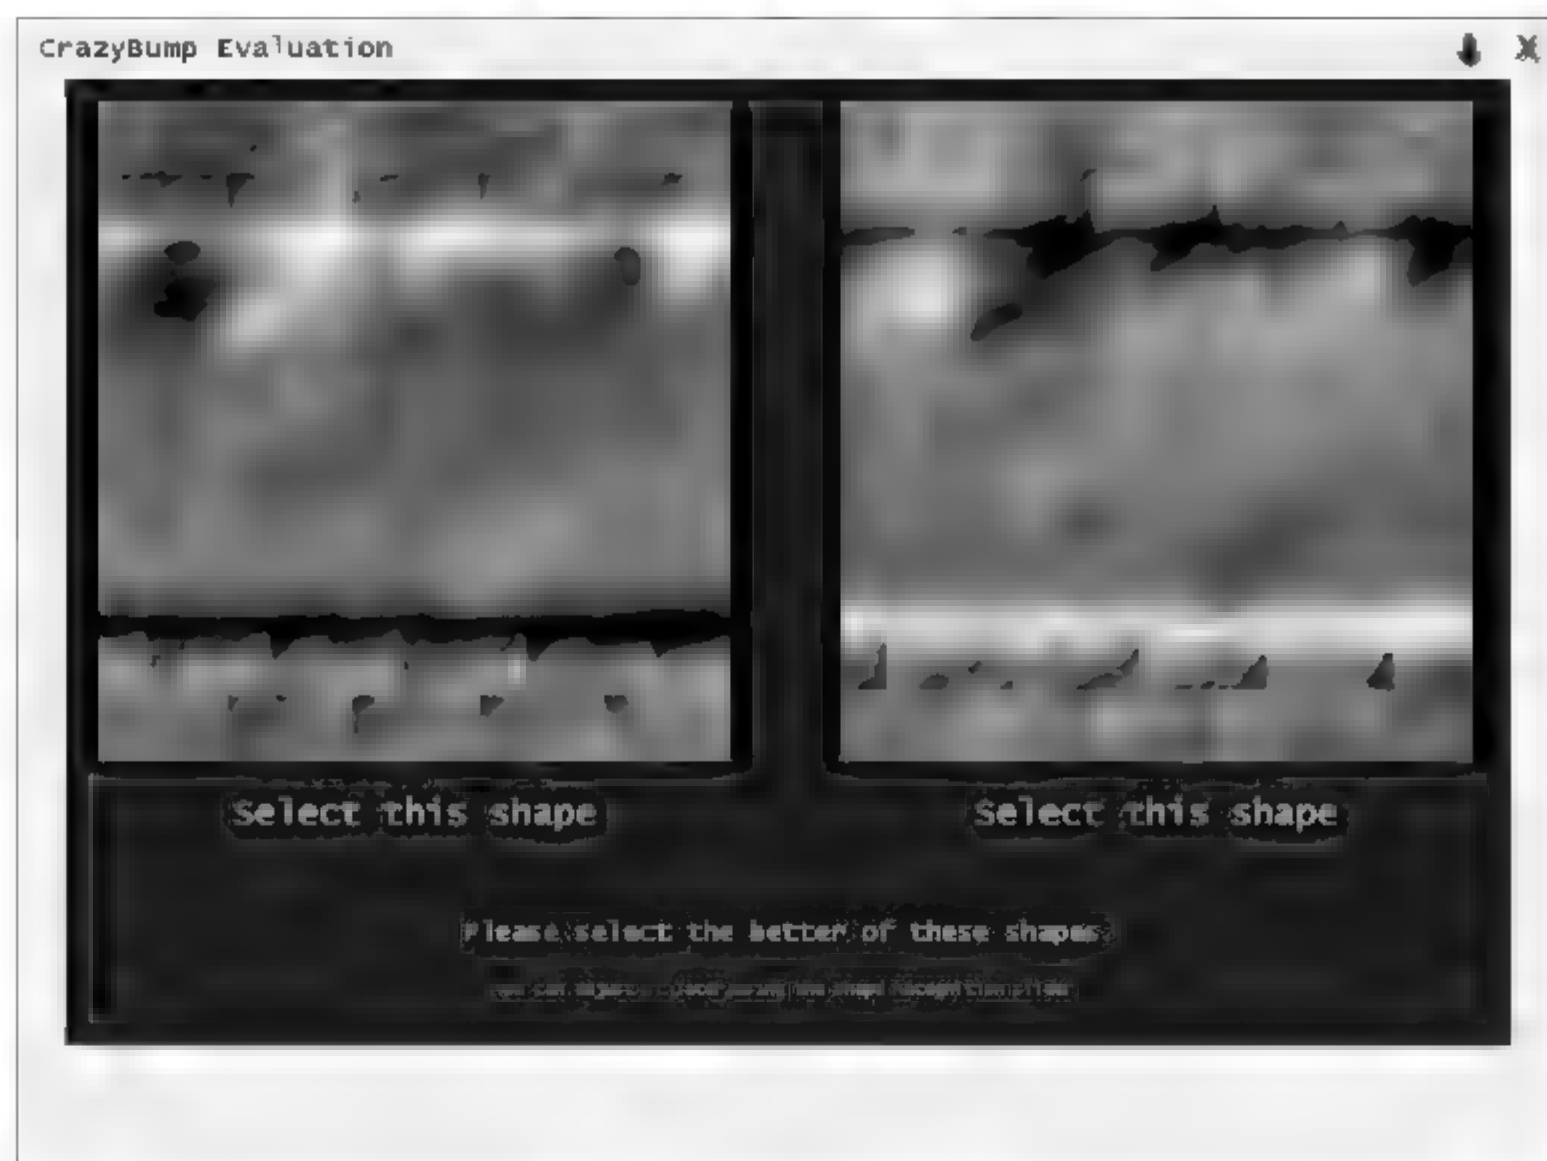 CrazyBump Evaluation
Select this shape
Select this shape
Please select the better of these shapes